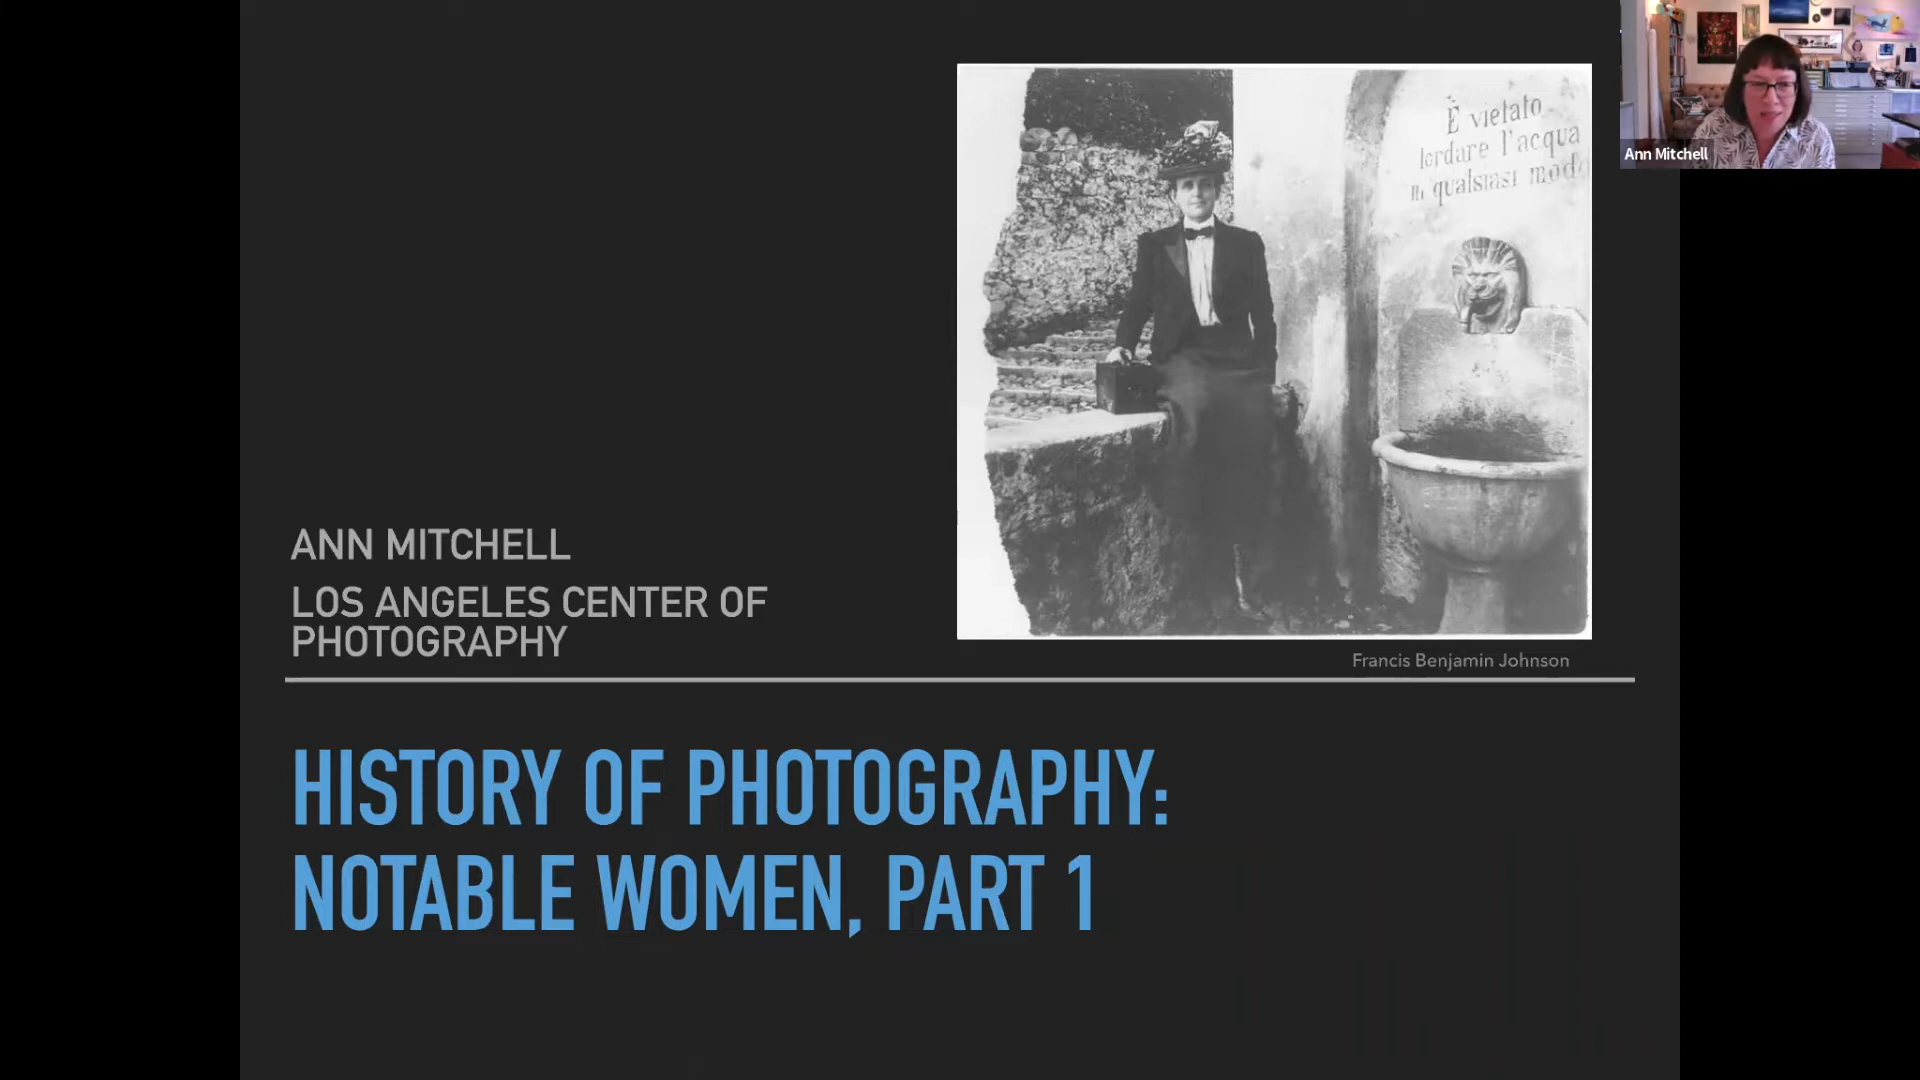 È vietato
lordare l'acqua
in qualsiasi modo
Ann Mitchell
ANN MITCHELL
LOS ANGELES CENTER OF
PHOTOGRAPHY
Francis Benjamin Johnson
HISTORY OF PHOTOGRAPHY:
NOTABLE WOMEN, PART 1